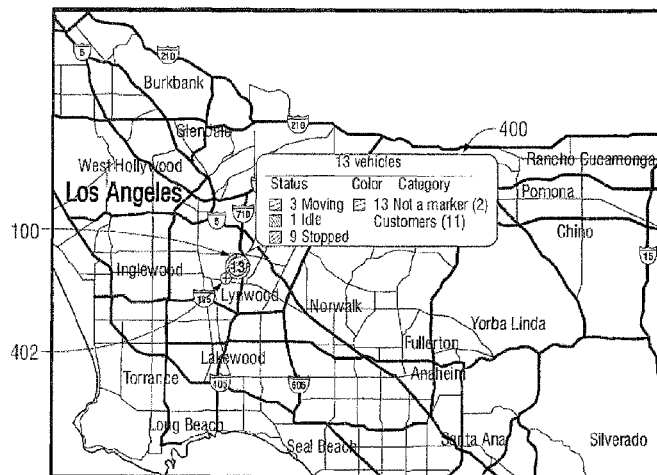 5
210
Burkbank
Glendale
210
400
13 vehicles
Status Color Category
3 Moving 13 Not a marker (2)
1 Idle Customers (11)
9 Stopped
West Hollywood
Los Angeles
Rancho Cucamonga
Pomona
Chino
15
710
100
13
Inglewood
Lynwood
Norwalk
Yorba Linda
402
Lakewood
Fullerton
Anaheim
Torrance
105
605
Long Beach
Seal Beach
Santa Ana
Silverado